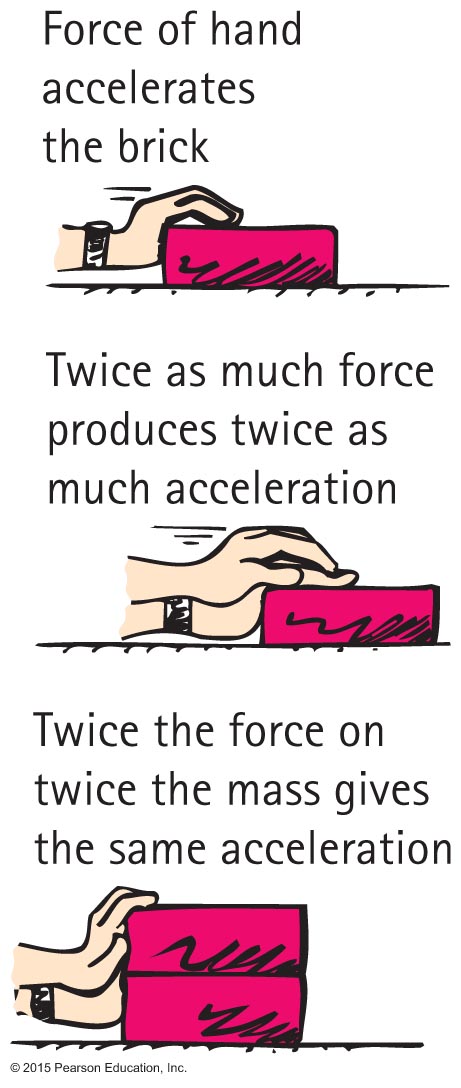 Force of hand
accelerates
the brick
Twice as much force
produces twice as
much acceleration
Twice the force on
twice the mass gives
the same acceleration
© 2015 Pearson Education, Inc.